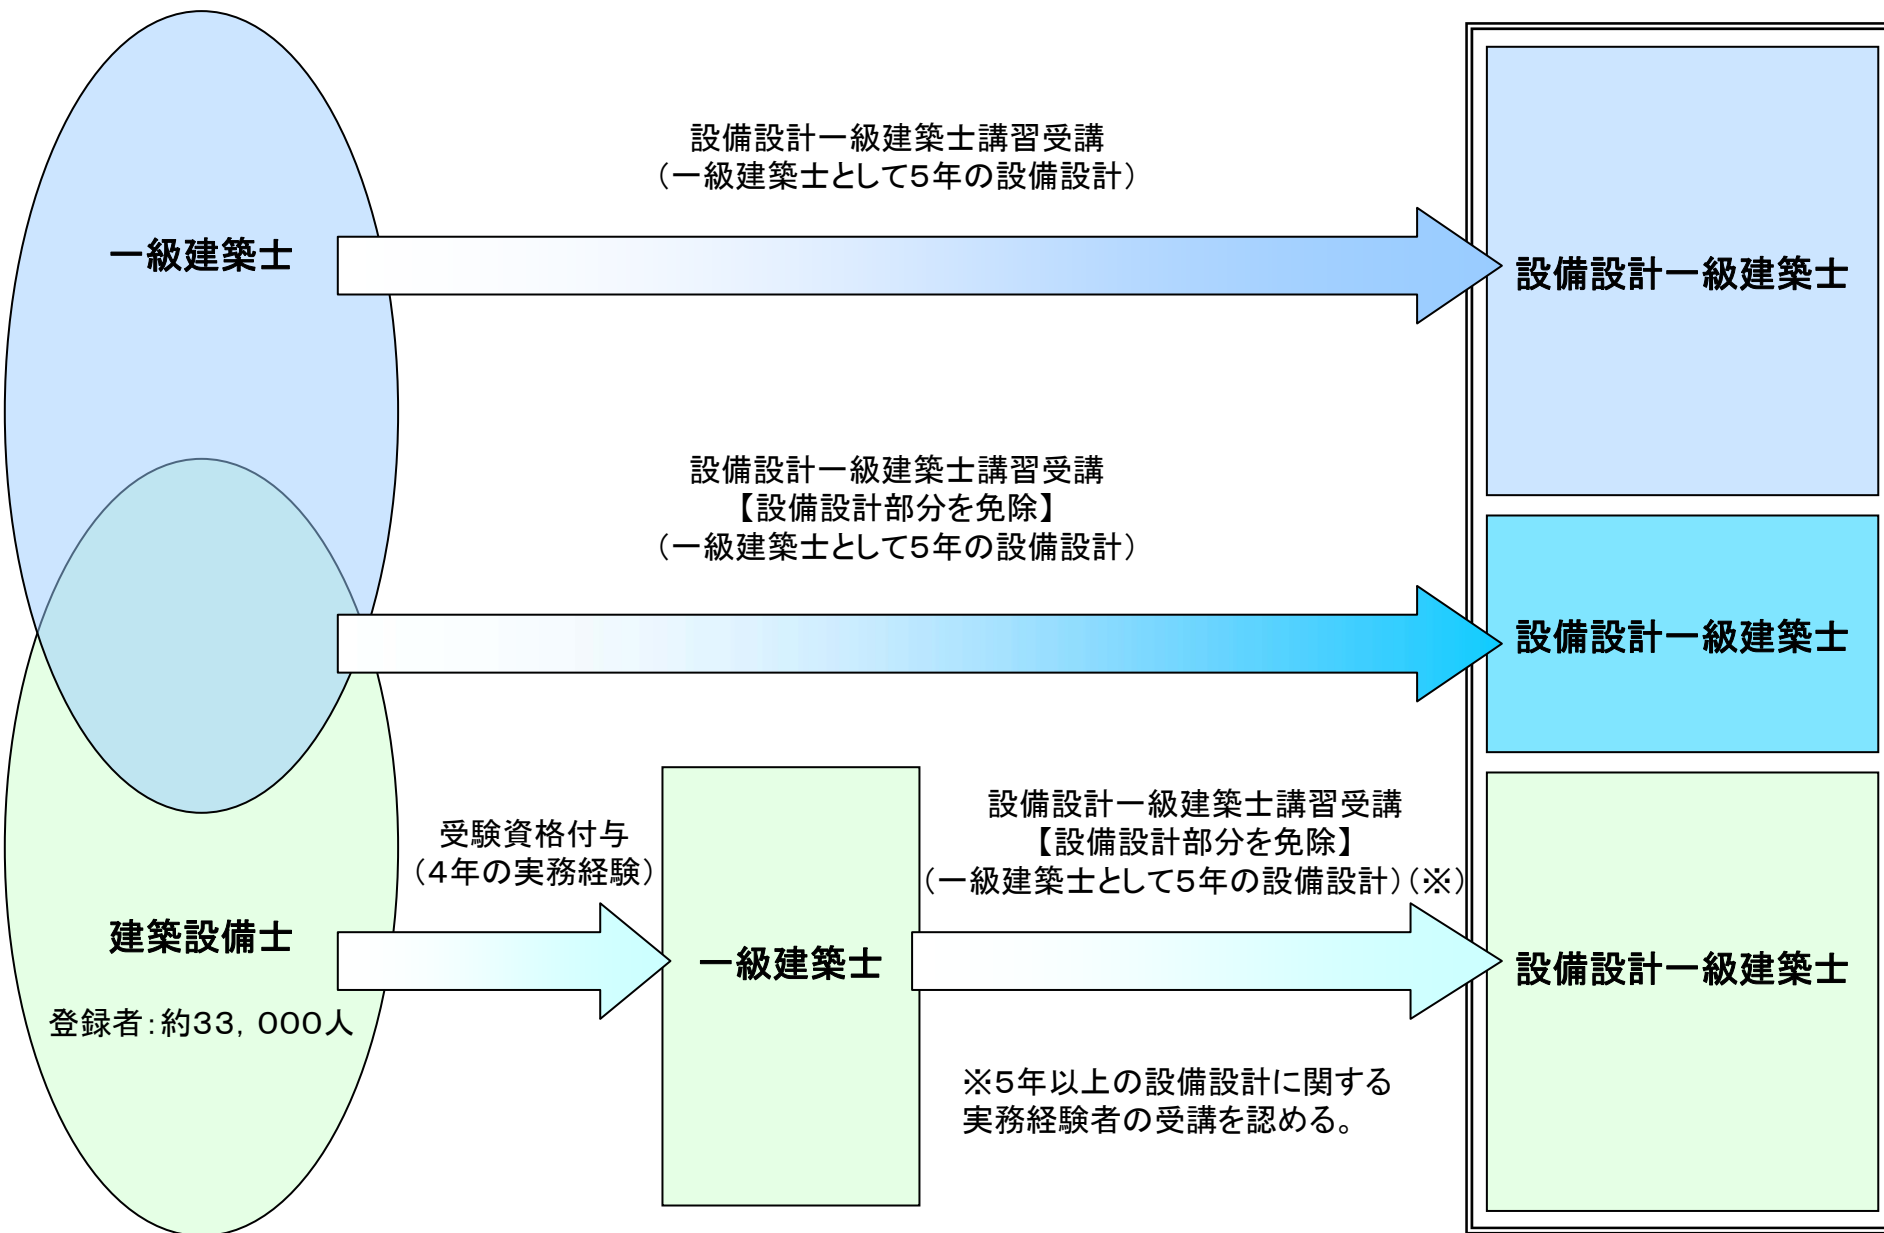 設備設計一級建築士講習受講
（一級建築士として５年の設備設計）
一級建築士
設備設計一級建築士
設備設計一級建築士講習受講
【設備設計部分を免除】
（一級建築士として５年の設備設計）
設備設計一級建築士
受験資格付与
（４年の実務経験）
設備設計一級建築士講習受講
【設備設計部分を免除】
（一級建築士として５年の設備設計）（※）
建築設備士
一級建築士
設備設計一級建築士
登録者：約３３，０００人
※５年以上の設備設計に関する
実務経験者の受講を認める。